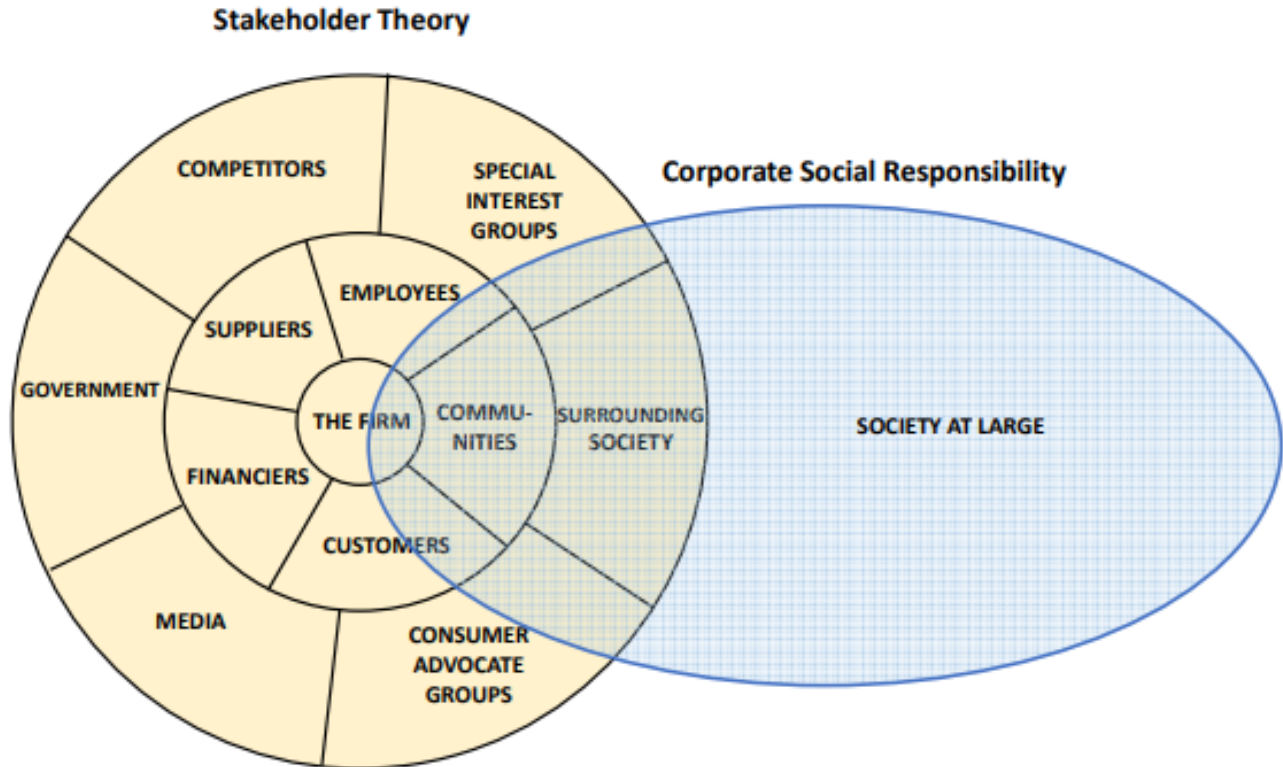 Stakeholder Theory
COMPETITORS
SPECIAL
INTEREST
GROUPS
Corporate Social Responsibility
EMPLOYEES
SUPPLIERS
GOVERNMENT
THE FIRM
COMMU-
NITIES
SURROUNDING
SOCIETY
SOCIETY AT LARGE
FINANCIERS
CUSTOMERS
MEDIA
CONSUMER
ADVOCATE
GROUPS